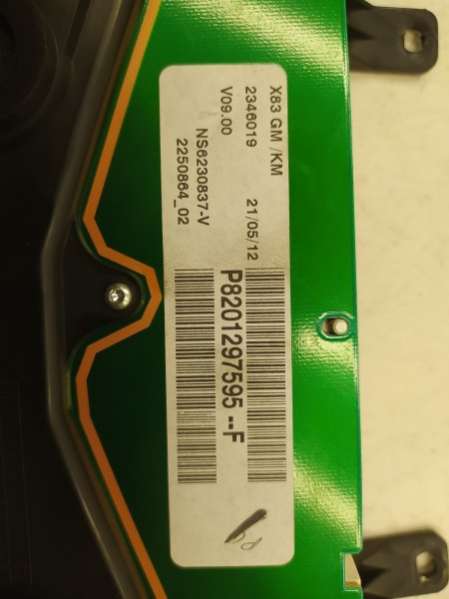 X83 GM /KM
2346019 21/05/12
V09.00
NS6230837-V
2250864_02
P8201297595 --F